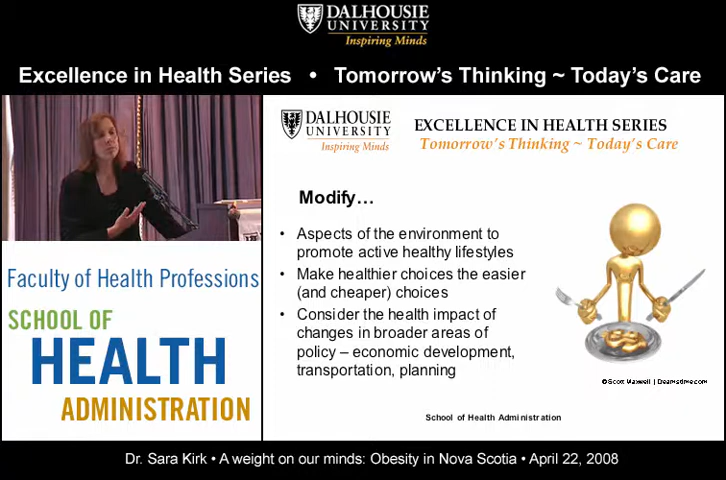 DALHOUSIE
UNIVERSITY
Inspiring Minds
Excellence in Health Series • Tomorrow's Thinking ~ Today's Care
DALHOUSIE
UNIVERSITY
Inspiring Minds
EXCELLENCE IN HEALTH SERIES
Tomorrow's Thinking ~ Today's Care
Modify…
• Aspects of the environment to
promote active healthy lifestyles
• Make healthier choices the easier
(and cheaper) choices
• Consider the health impact of
changes in broader areas of
policy – economic development,
transportation, planning
©Scott Maxwell | Dreamstime.com
School of Health Administration
Faculty of Health Professions
SCHOOL OF
HEALTH
ADMINISTRATION
Dr. Sara Kirk • A weight on our minds: Obesity in Nova Scotia • April 22, 2008